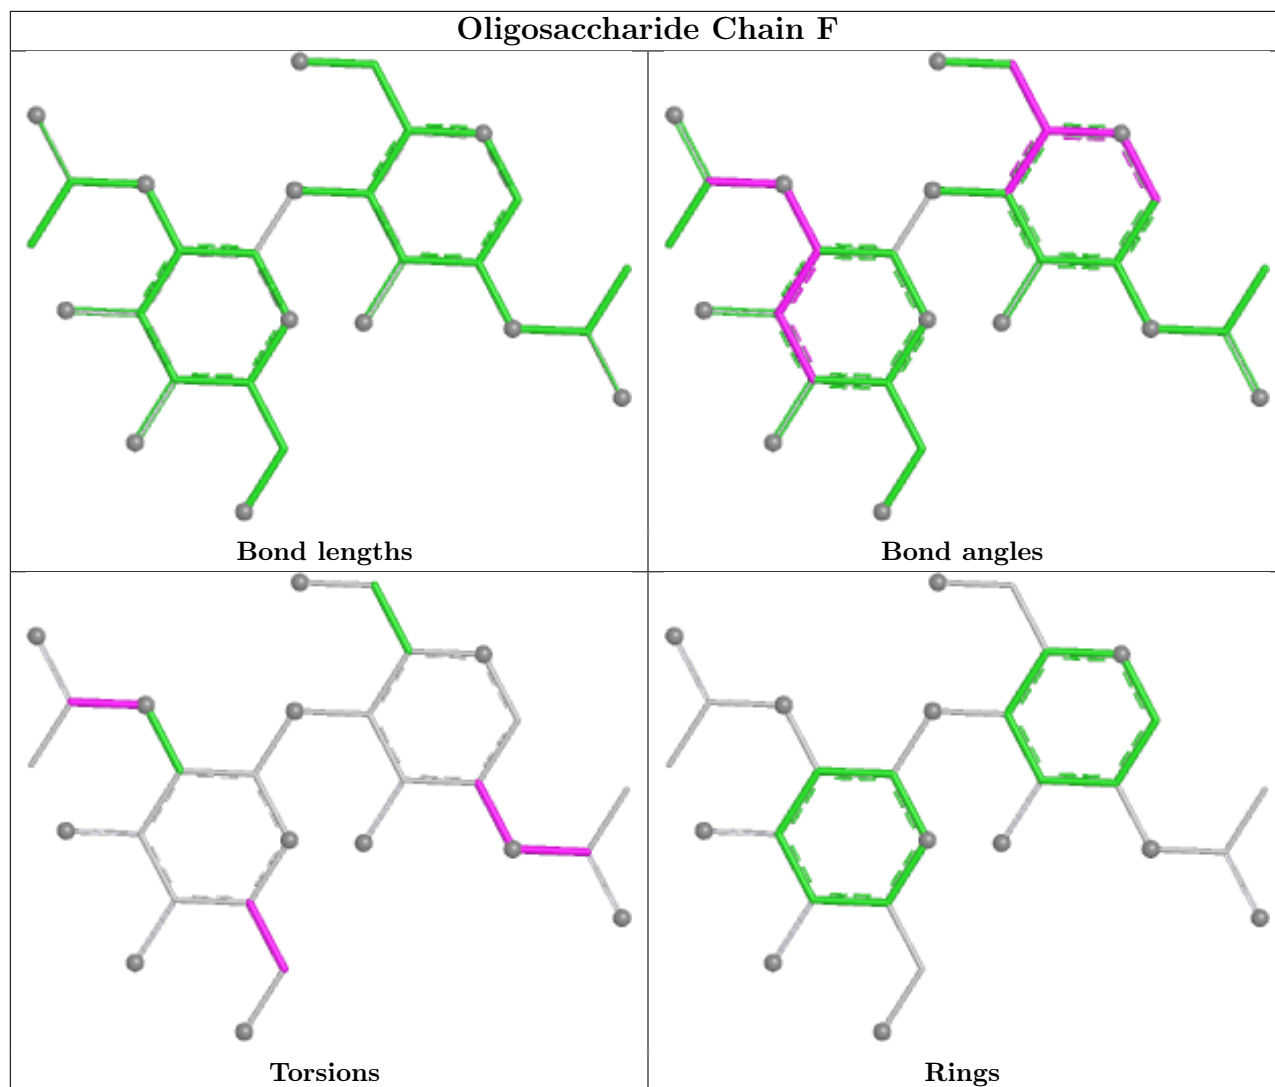 Oligosaccharide Chain F
Bond lengths
Bond angles
Torsions
Rings